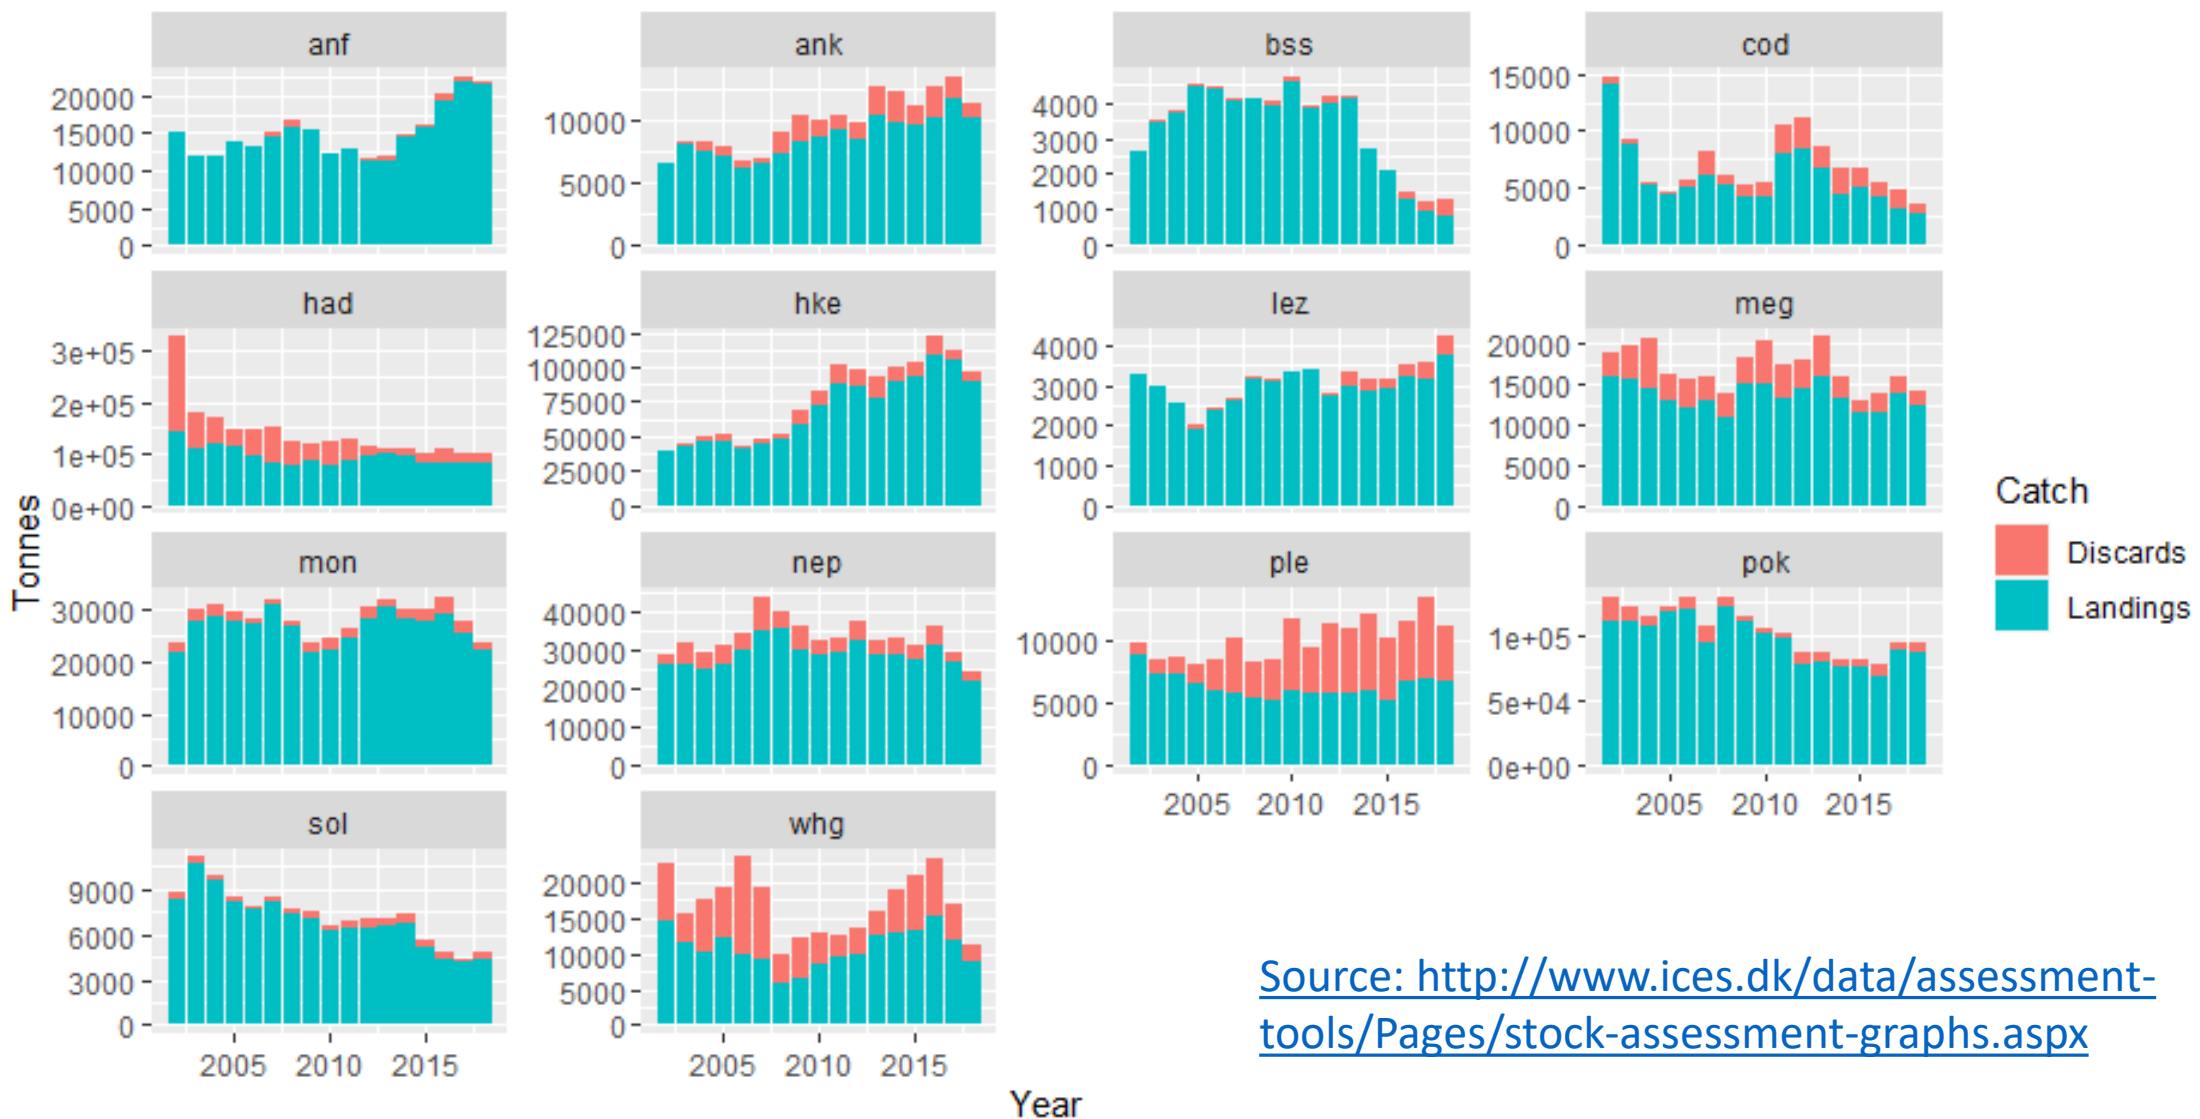 anf
ank
bss
cod
20000
15000
10000
5000
0
10000
5000
0
4000
3000
2000
1000
0
15000
10000
5000
0
had
hke
lez
meg
3e+05
2e+05
1e+05
0e+00
125000
100000
75000
50000
25000
0
4000
3000
2000
1000
0
20000
15000
10000
5000
0
mon
nep
ple
pok
30000
20000
10000
0
40000
30000
20000
10000
0
10000
5000
0
1e+05
5e+04
0e+00
2005 2010 2015
2005 2010 2015
sol
whg
9000
6000
3000
0
20000
15000
10000
5000
0
2005 2010 2015
2005 2010 2015
Tonnes
Year
Catch
Discards
Landings
Source: http://www.ices.dk/data/assessment-
tools/Pages/stock-assessment-graphs.aspx